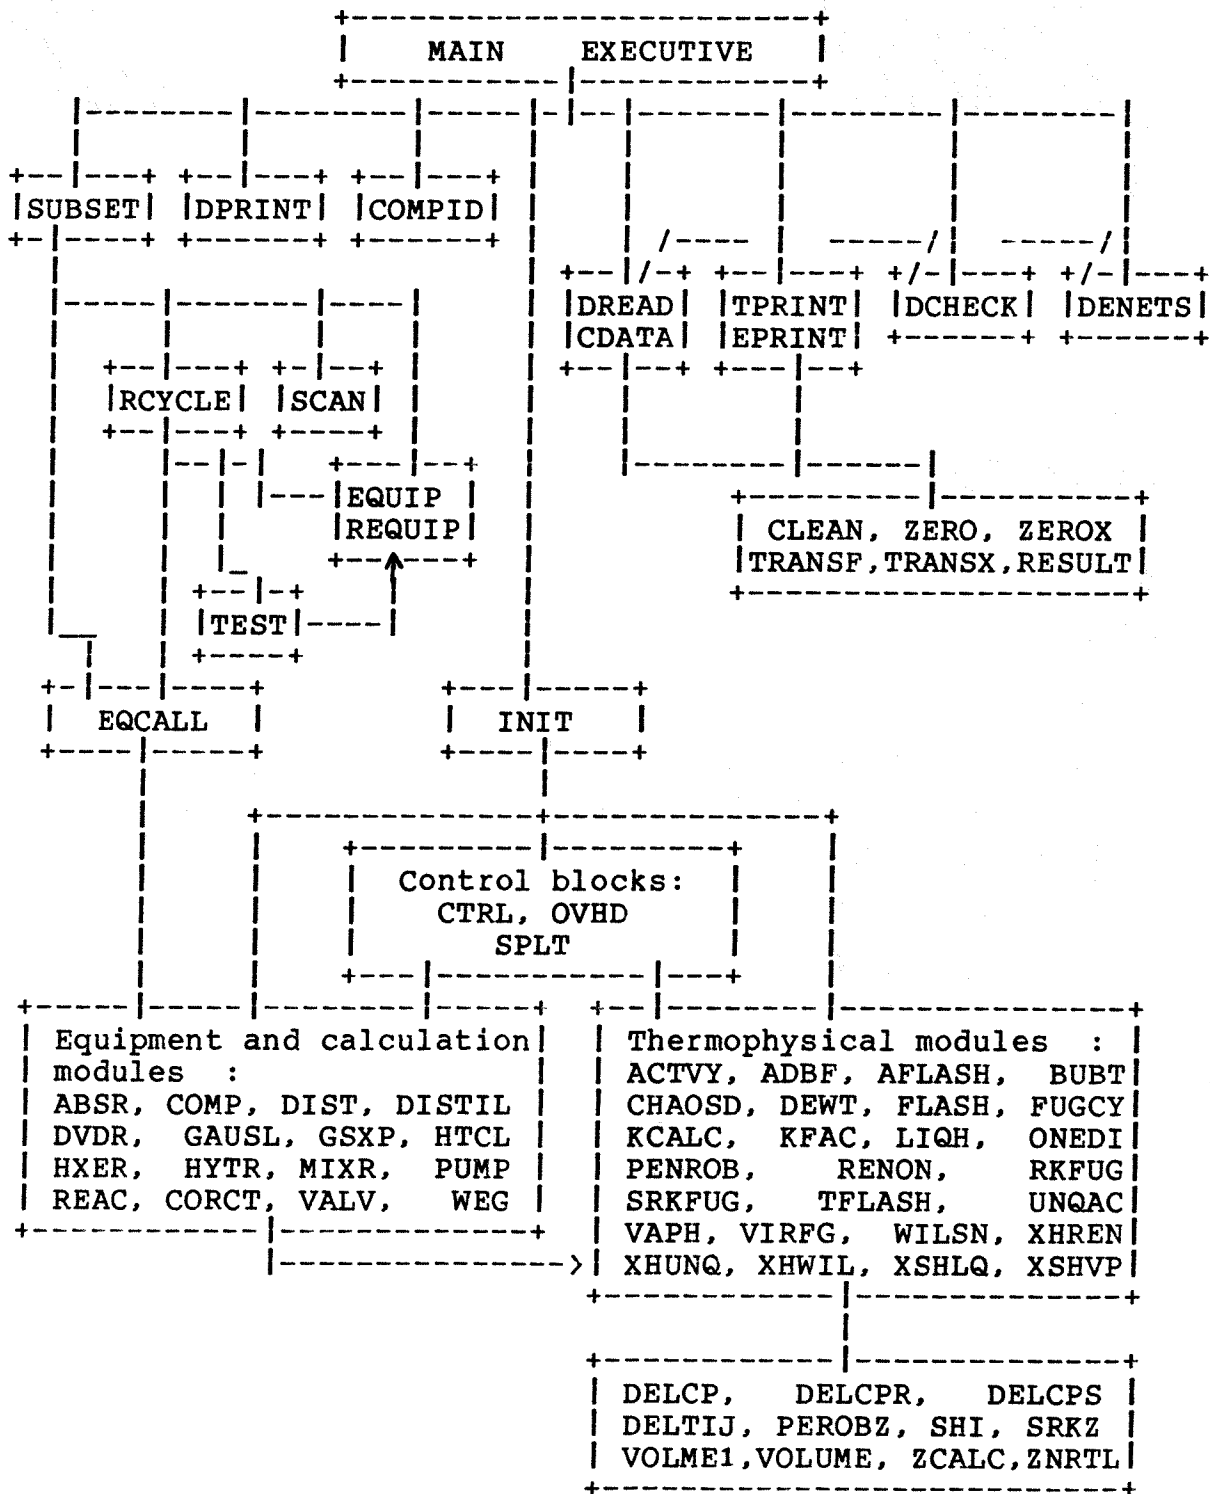 MAIN EXECUTIVE
SUBSET DPRINT COMPID
DREAD TPRINT DCHECK DENETS
CDATA EPRINT
RCYCLE SCAN
EQUIP
REQUIP
CLEAN, ZERO, ZEROX
TRANSF,TRANSX,RESULT
TEST
EQCALL INIT
Control blocks:
CTRL, OVHD
SPLT
Equipment and calculation
modules :
ABSR, COMP, DIST, DISTIL
DVDR, GAUSL, GSXP, HTCL
HXER, HYTR, MIXR, PUMP
REAC, CORCT, VALV, WEG
Thermophysical modules :
ACTVY, ADBF, AFLASH, BUBT
CHAOSD, DEWT, FLASH, FUGCY
KCALC, KFAC, LIQH, ONEDI
PENROB, RENON, RKFUG
SRKFUG, TFLASH, UNQAC
VAPH, VIRFG, WILSN, XHREN
XHUNQ, XHWIL, XSHLQ, XSHVP
DELCP, DELCPR, DELCPS
DELTIJ, PEROBZ, SHI, SRKZ
VOLME1,VOLUME, ZCALC,ZNRTL